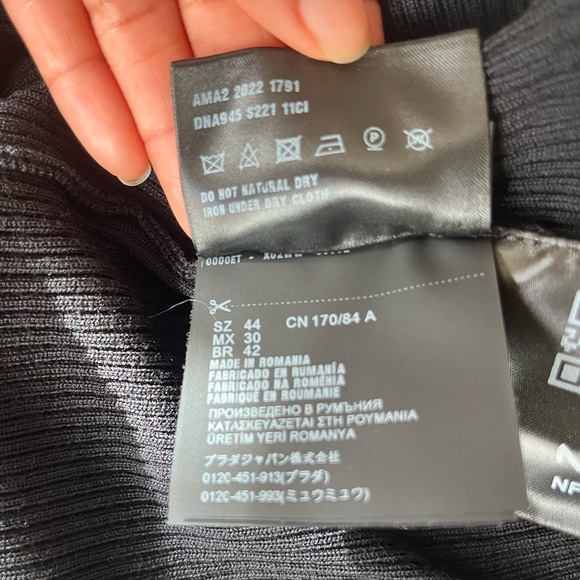 AMA2 2022 1791
DNA945 S221 11CI
DO NOT NATURAL DRY
IRON UNDER DRY CLOTH
SZ 44 CN 170/84 A
MX 30
BR 42
MADE IN ROMANIA
FABRICADO EN RUMANÍA
FABRICADO NA ROMÉNIA
FABRIQUÉ EN ROUMANIE
ПРОИЗВЕДЕНО В РУМЪНИЯ
ΚΑΤΑΣΚΕΥΑΖΕΤΑΙ ΣΤΗ ΡΟΥΜΑΝΙΑ
ÜRETİM YERİ ROMANYA
プラダジャパン株式会社
0120-451-913(プラダ)
0120-451-993(ミュウミュウ)
NF